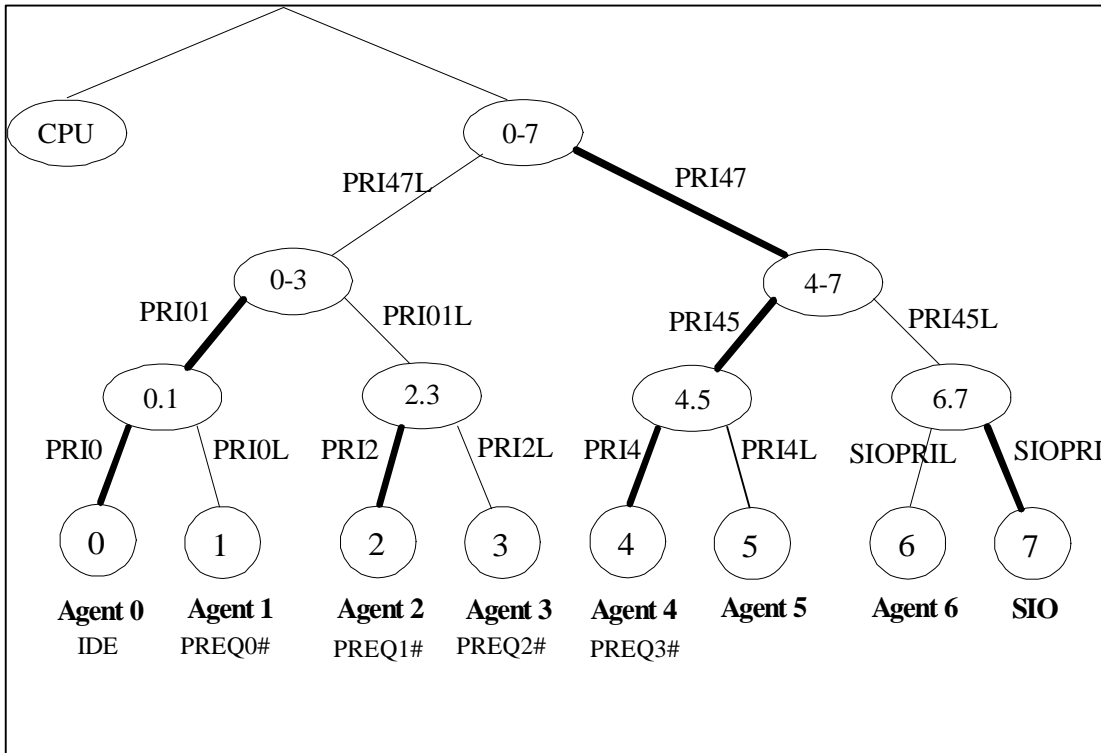 CPU
0-7
PRI47L
PRI47
0-3
4-7
PRI01
PRI01L
PRI45
PRI45L
0.1
2.3
4.5
6.7
PRI0
PRI0L
PRI2
PRI2L
PRI4
PRI4L
SIOPRIL
SIOPRI
0
1
2
3
4
5
6
7
Agent 0
Agent 1
Agent 2
Agent 3
Agent 4
Agent 5
Agent 6
SIO
IDE
PREQ0#
PREQ1#
PREQ2#
PREQ3#